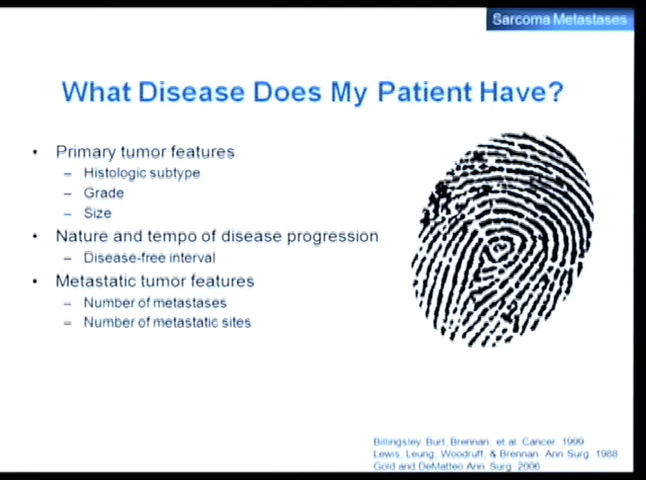 Sarcoma Metastases
What Disease Does My Patient Have?
• Primary tumor features
– Histologic subtype
– Grade
– Size
• Nature and tempo of disease progression
– Disease-free interval
• Metastatic tumor features
– Number of metastases
– Number of metastatic sites
Billingsley, Burt, Brennan, et al. Cancer. 1999
Lewis, Leung, Woodruff, & Brennan. Ann Surg. 1988
Gold and DeMatteo Ann. Surg. 2006